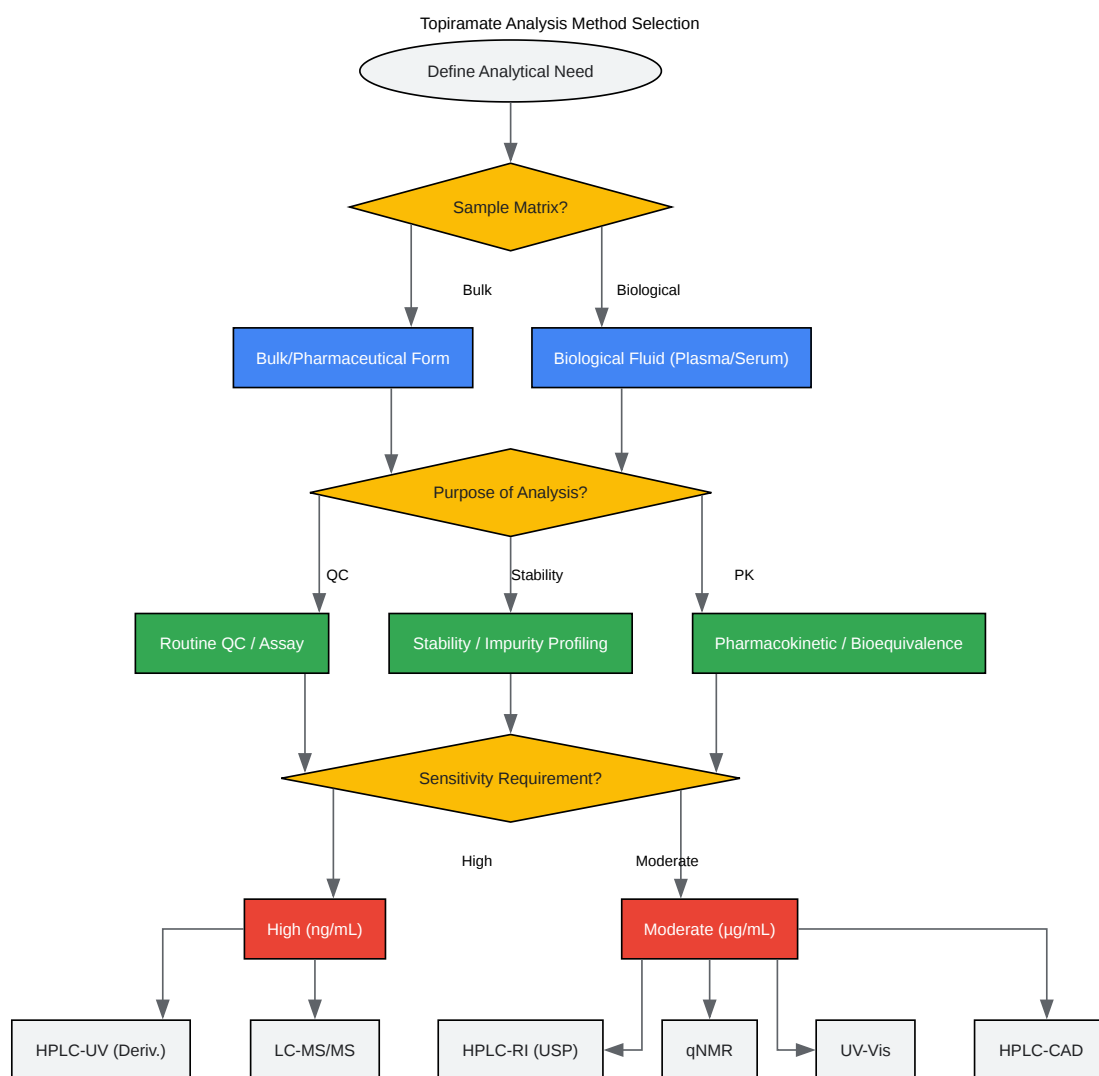 Topiramate Analysis Method Selection
Define Analytical Need
Sample Matrix?
Bulk
Biological
Bulk/Pharmaceutical Form
Biological Fluid (Plasma/Serum)
Purpose of Analysis?
QC
Stability
PK
Routine QC / Assay
Stability / Impurity Profiling
Pharmacokinetic / Bioequivalence
Sensitivity Requirement?
High
Moderate
High (ng/mL)
Moderate (µg/mL)
HPLC-UV (Deriv.)
LC-MS/MS
HPLC-RI (USP)
qNMR
UV-Vis
HPLC-CAD